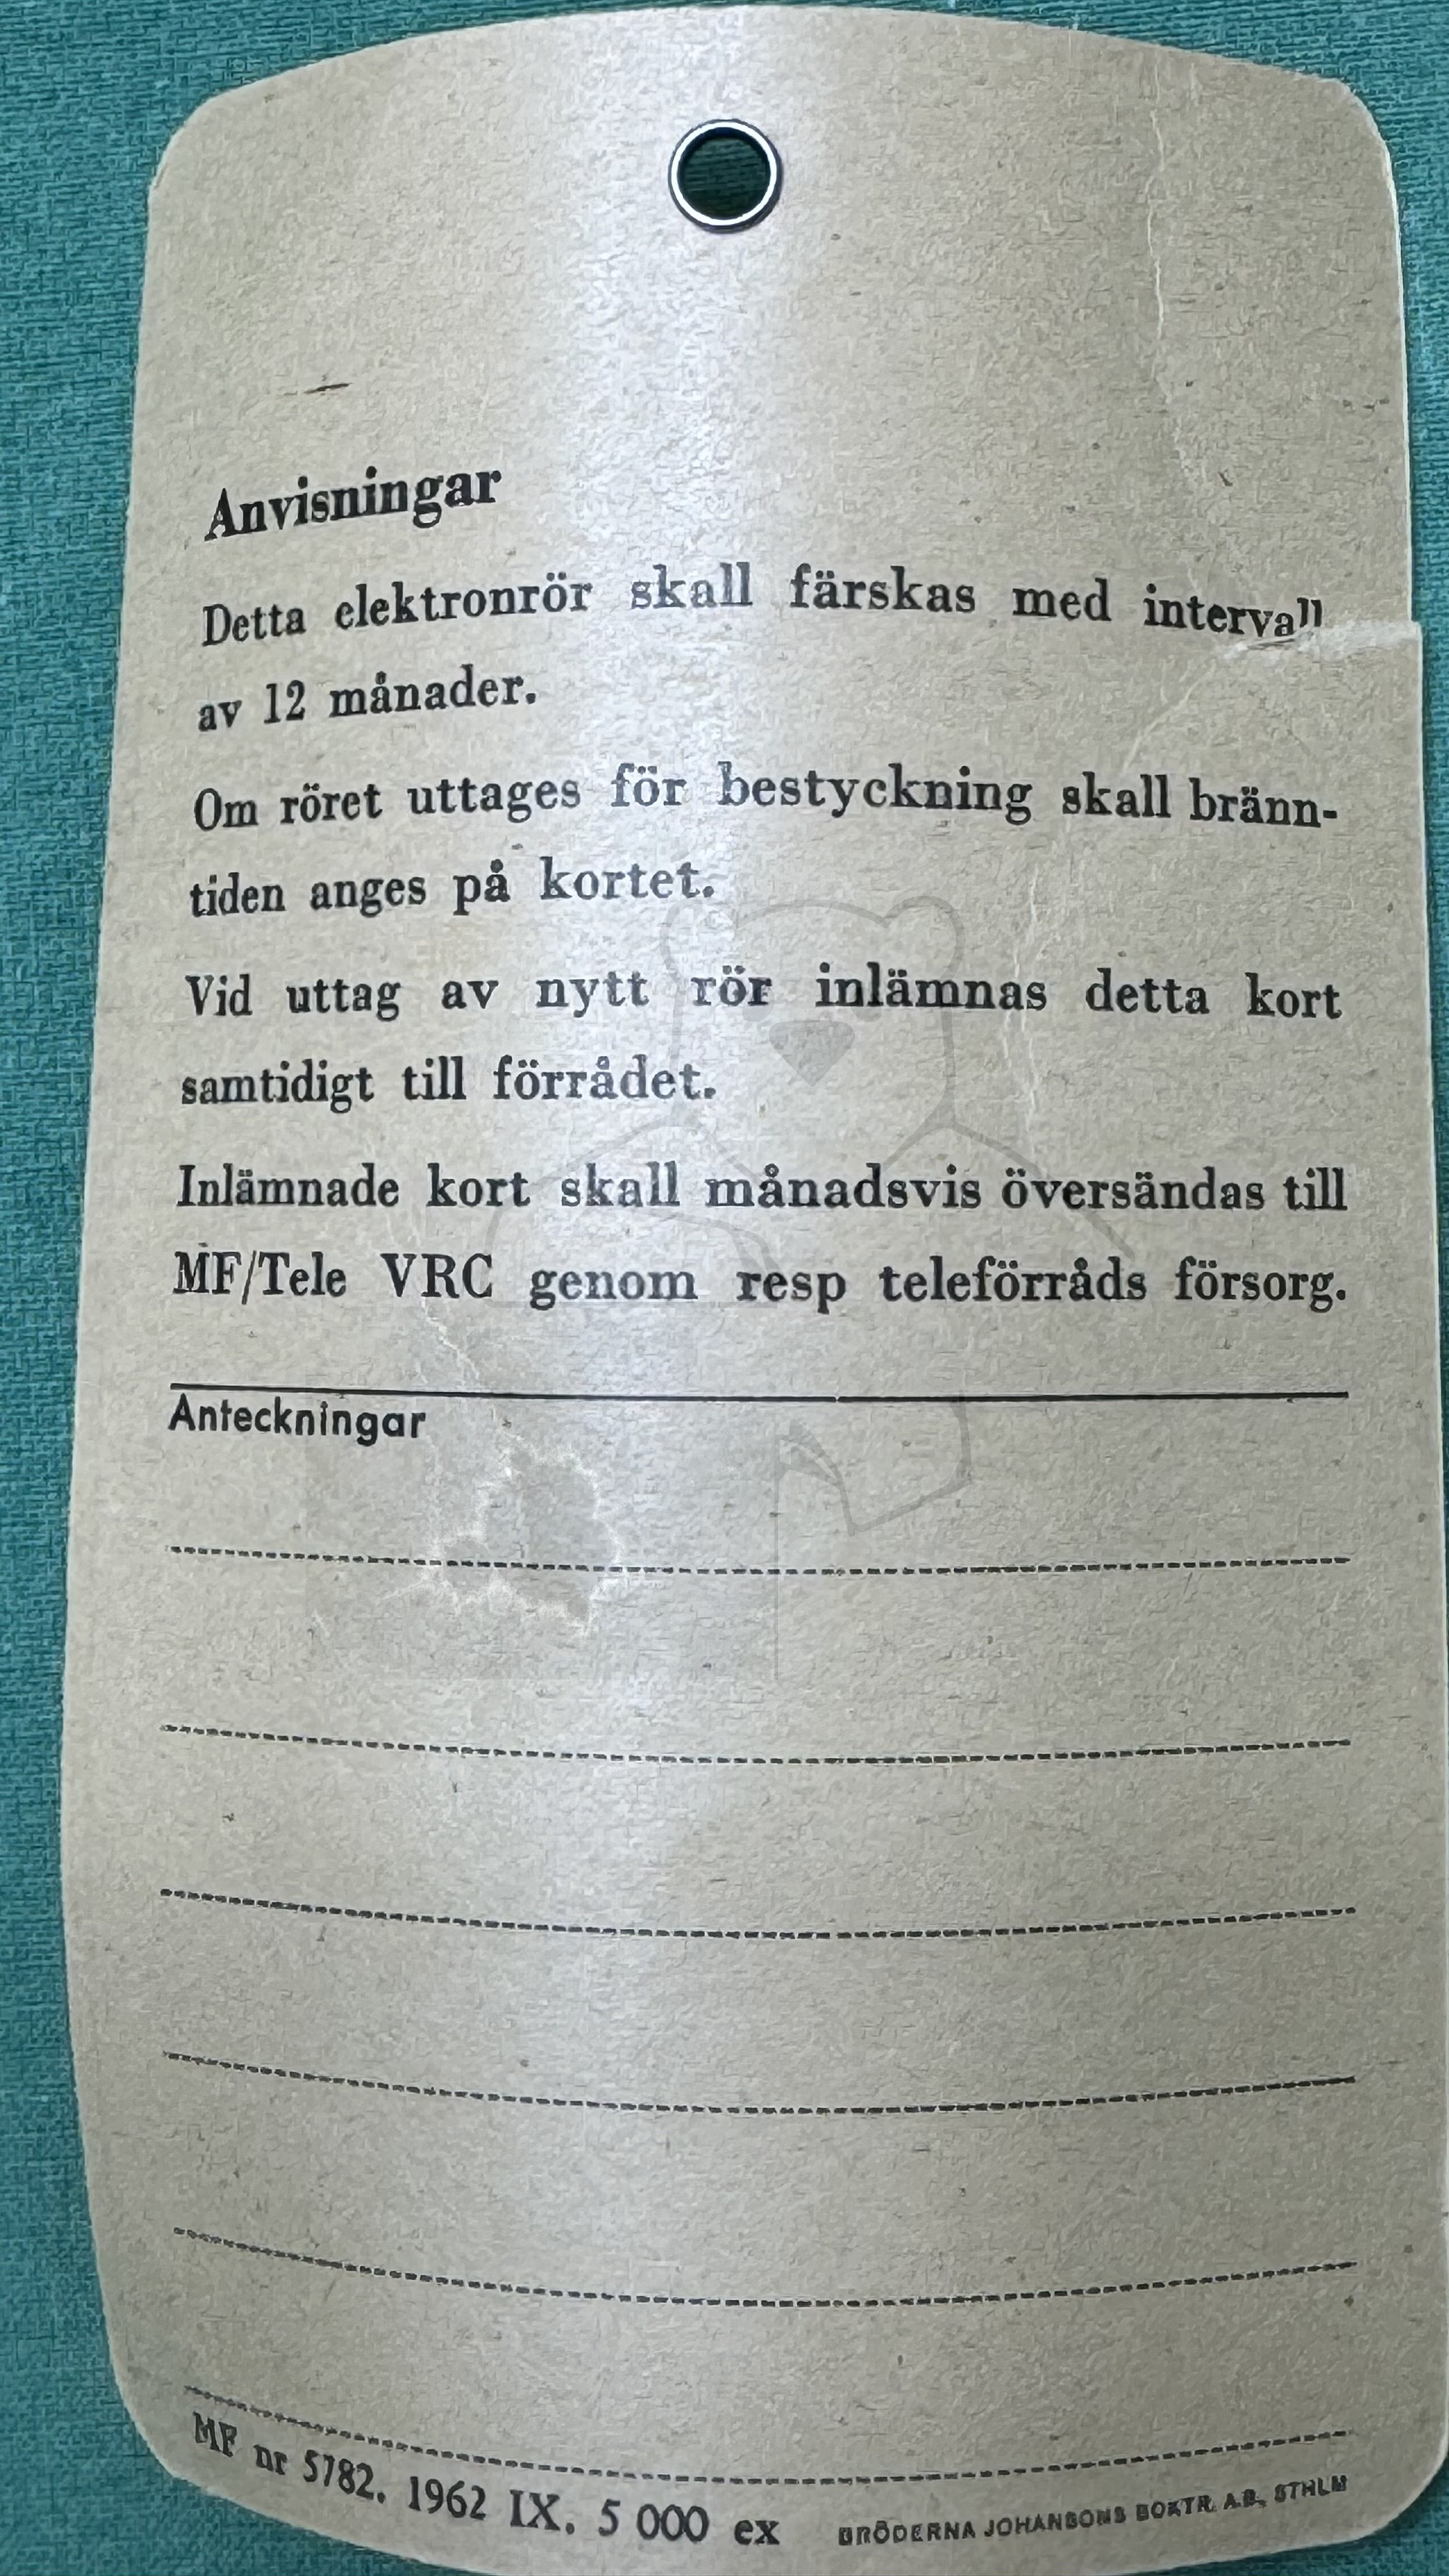 Anvisningar
Detta elektronrör skall färskas med intervall
av 12 månader.
Om röret uttages för bestyckning skall bränn-
tiden anges på kortet.
Vid uttag av nytt rör inlämnas detta kort
samtidigt till förrådet.
Inlämnade kort skall månadsvis översändas till
MF/Tele VRC genom resp teleförråds försorg.
Anteckningar
MF nr 5782. 1962 IX. 5 000 ex
BRÖDERNA JOHANSONS BOKTR. A.B., STHLM